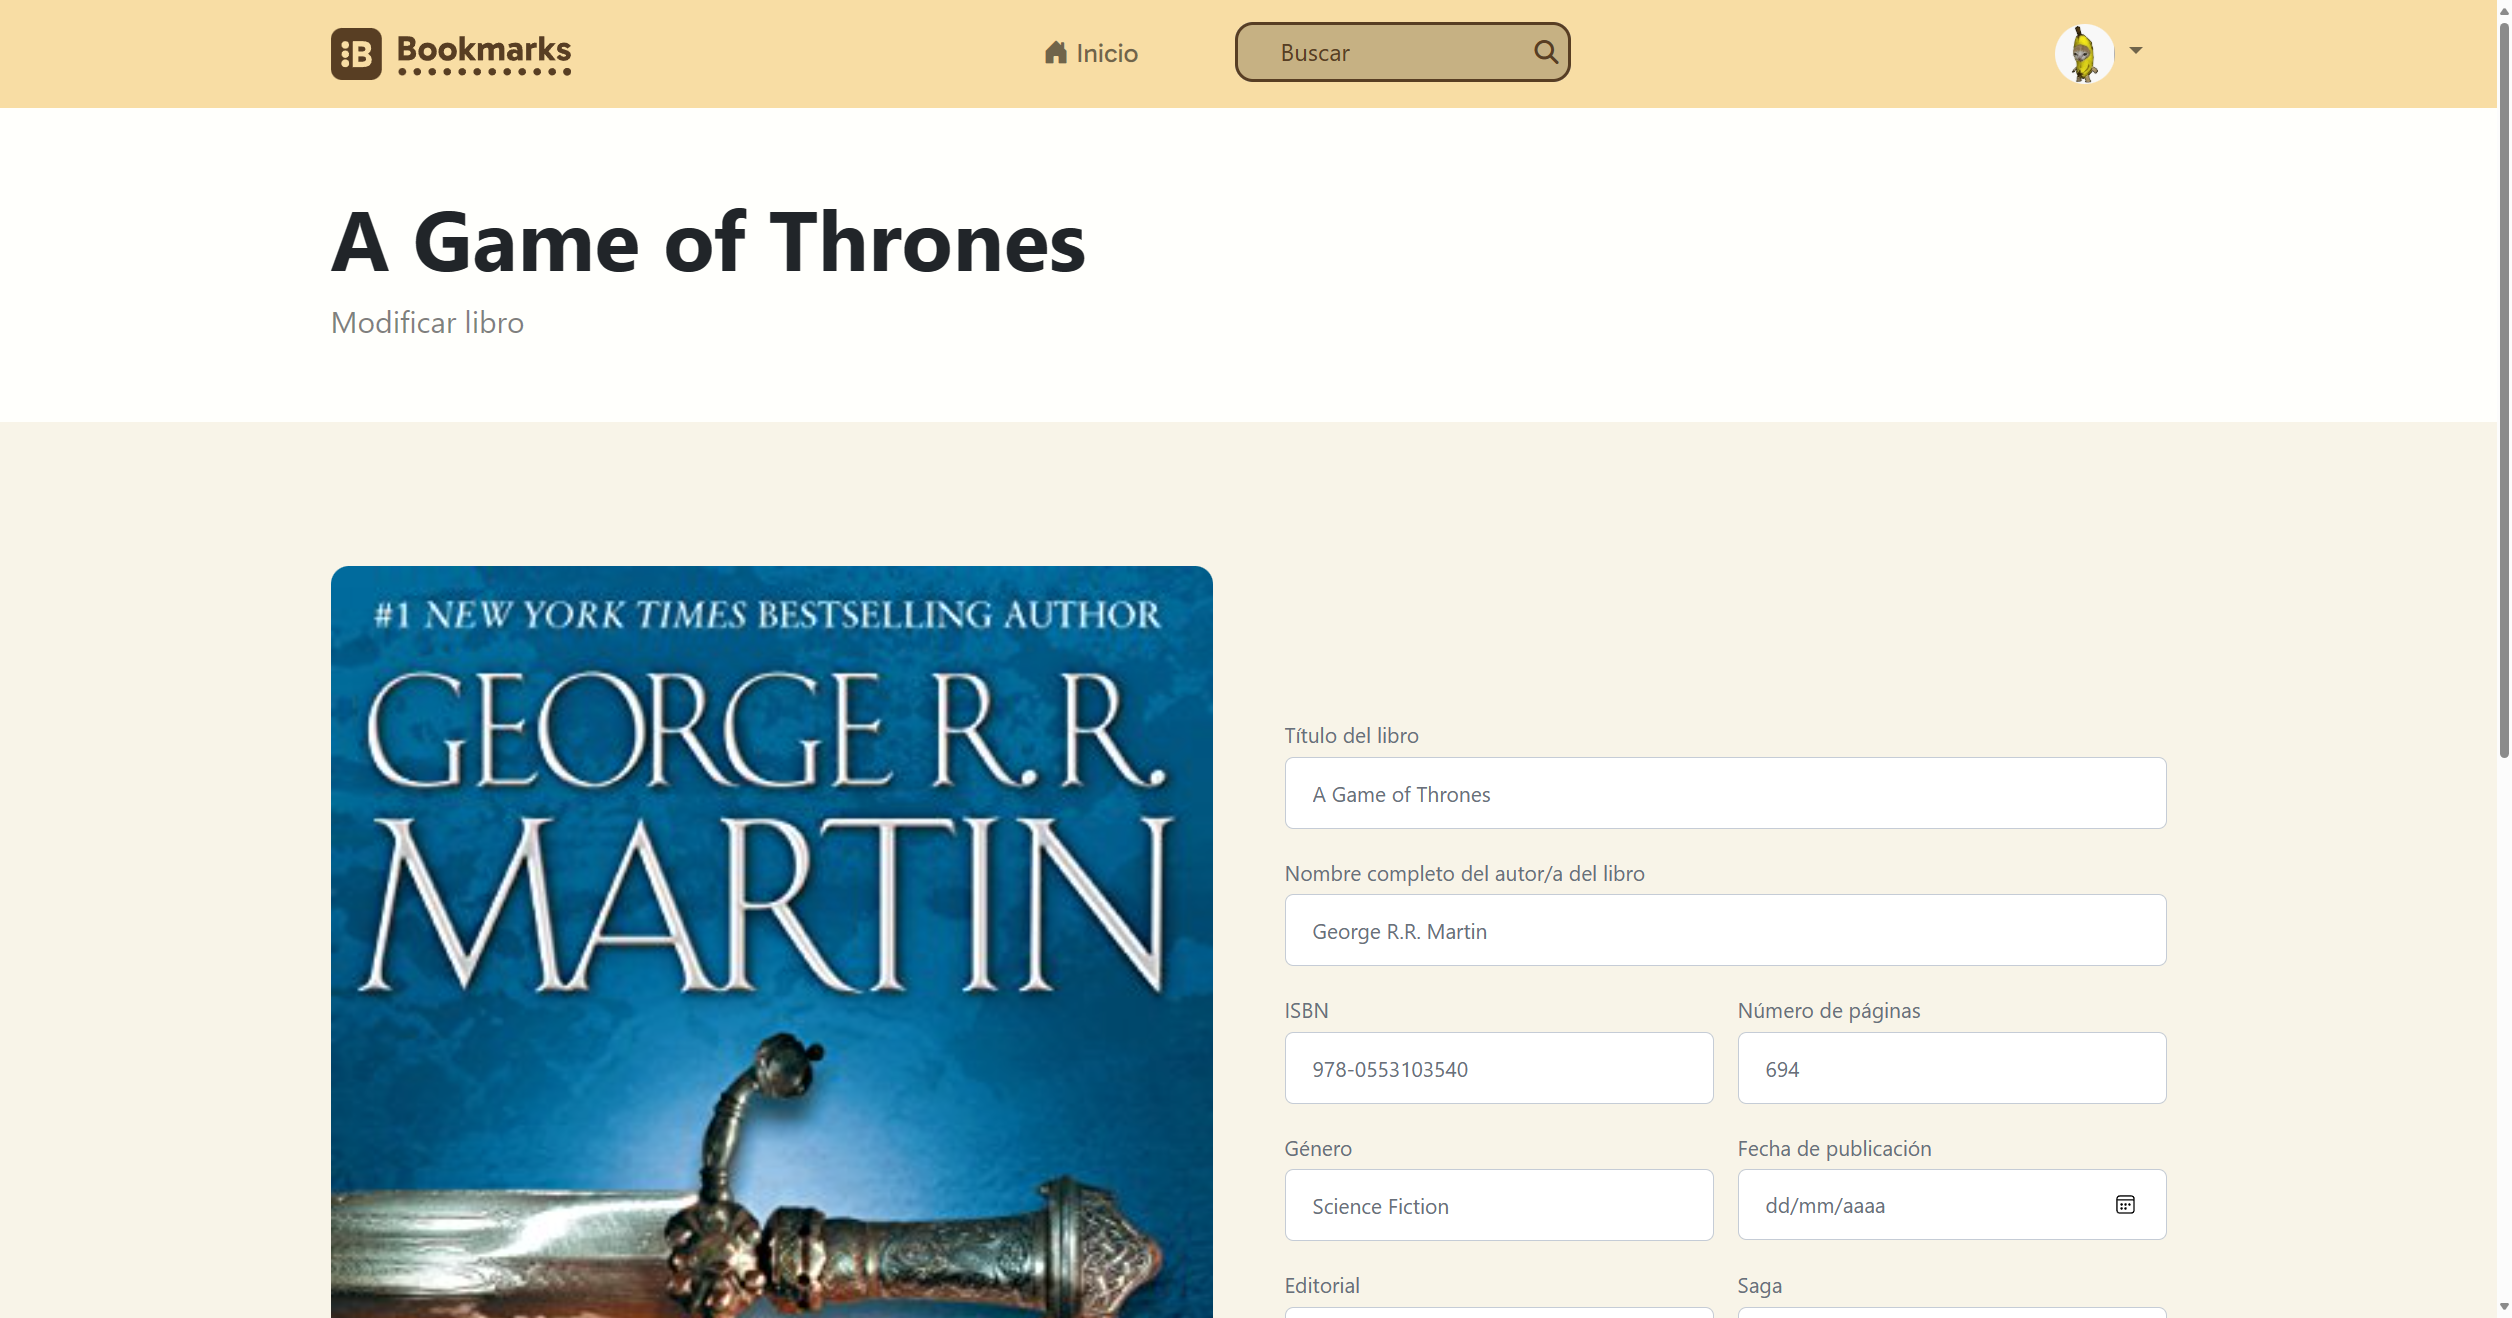 :B Bookmarks
Inicio
Buscar
A Game of Thrones
Modificar libro
#1 NEW YORK TIMES BESTSELLING AUTHOR
GEORGE R.R.
MARTIN
Título del libro
A Game of Thrones
Nombre completo del autor/a del libro
George R.R. Martin
ISBN
Número de páginas
978-0553103540
694
Género
Fecha de publicación
Science Fiction
dd/mm/aaaa
Editorial
Saga